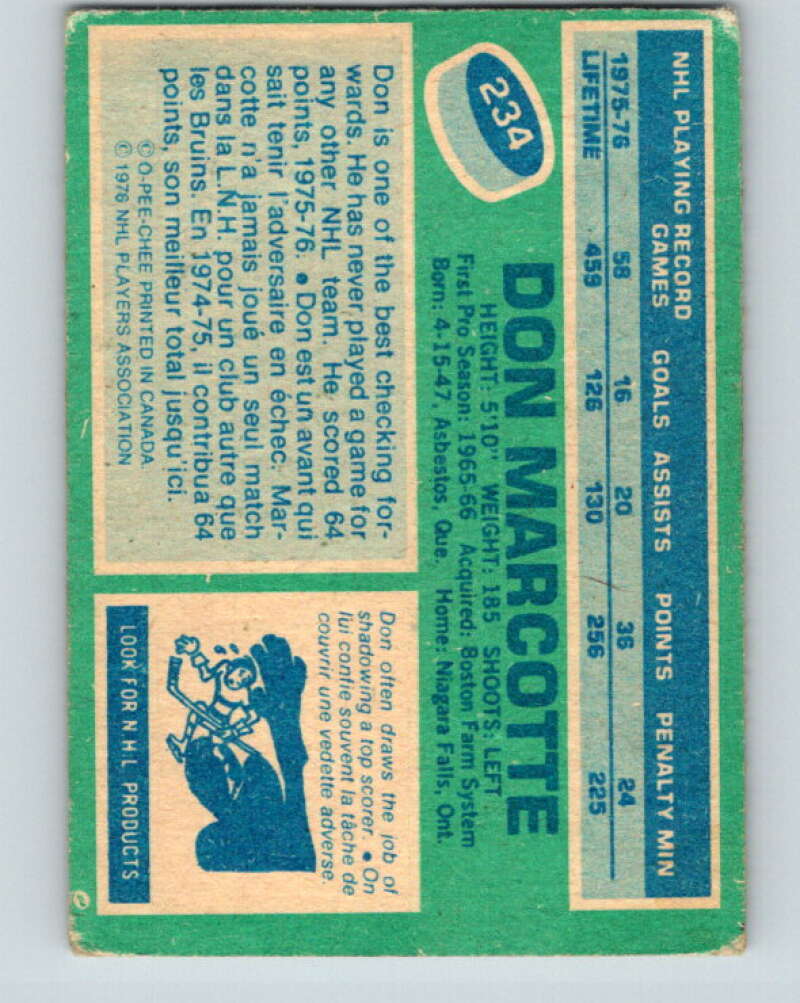 NHL PLAYING RECORD
GAMES GOALS ASSISTS POINTS PENALTY MIN
1975-76 58 16 20 36 24
LIFETIME 459 126 130 256 225
234
DON MARCOTTE
HEIGHT: 5'10" WEIGHT: 185 SHOOTS: LEFT
First Pro Season: 1965-66 Acquired: Boston Farm System
Born: 4-15-47, Asbestos, Que. Home: Niagara Falls, Ont.
Don is one of the best checking for-
wards. He has never played a game for
any other NHL team. He scored 64
points, 1975-76. • Don est un avant qui
sait tenir l'adversaire en échec. Mar-
cotte n'a jamais joué un seul match
dans la L.N.H. pour un club autre que
les Bruins. En 1974-75, il contribua 64
points, son meilleur total jusqu'ici.
© O-PEE-CHEE PRINTED IN CANADA
© 1976 NHL PLAYERS ASSOCIATION
Don often draws the job of
shadowing a top scorer. • On
lui confie souvent la tâche de
couvrir une vedette adverse.
LOOK FOR N H L PRODUCTS